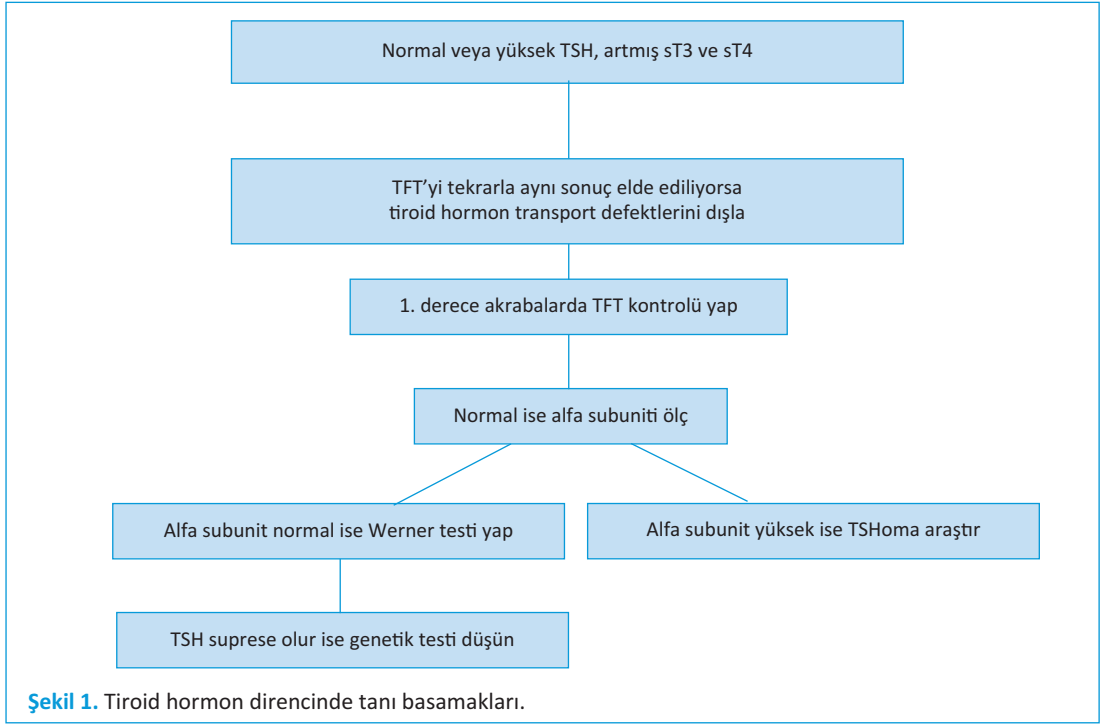 Normal veya yüksek TSH, artmış sT3 ve sT4
TFT’yi tekrarla aynı sonuç elde ediliyorsa
tiroid hormon transport defektlerini dışla
1. derece akrabalarda TFT kontrolü yap
Normal ise alfa subuniti ölç
Alfa subunit normal ise Werner testi yap
Alfa subunit yüksek ise TSHoma araştır
TSH suprese olur ise genetik testi düşün
Şekil 1. Tiroid hormon direncinde tanı basamakları.